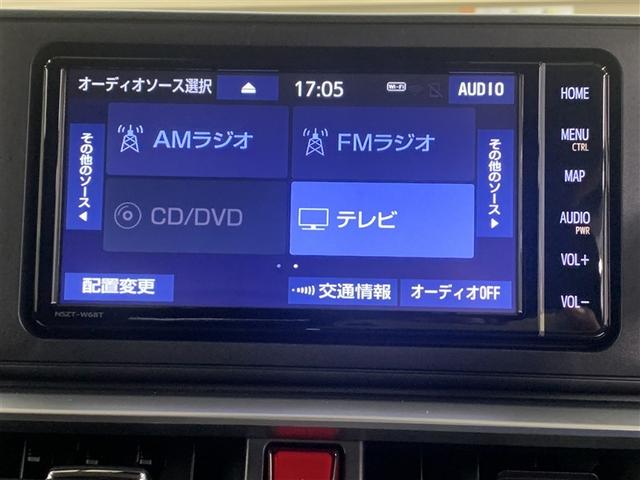 オーディオソース選択
17:05
Wi-Fi
AUDIO
その他のソース
AMラジオ
FMラジオ
その他のソース
CD/DVD
テレビ
配置変更
交通情報
オーディオOFF
NSZT-W68T
HOME
MENU
CTRL
MAP
AUDIO
PWR
VOL+
VOL-